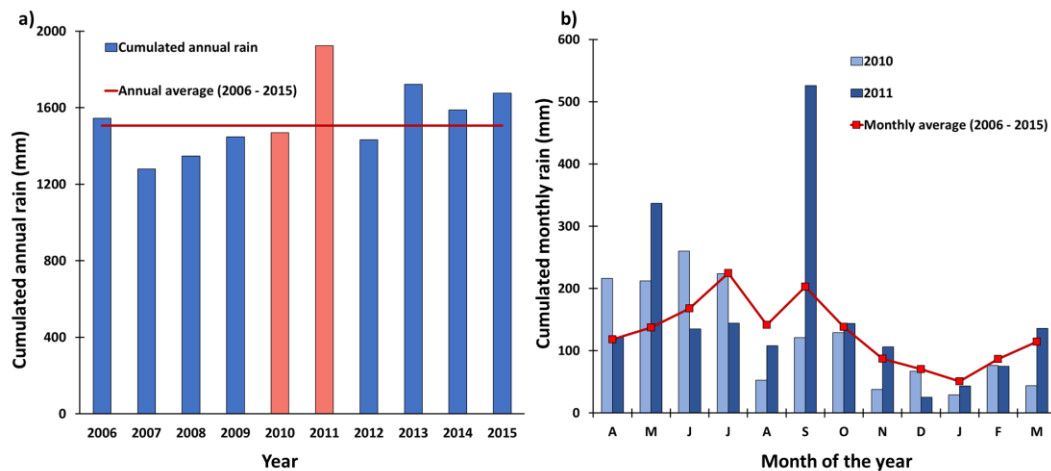 a)
2000
1600
1200
800
400
0
Cumulated annual rain (mm)
Cumulated annual rain
Annual average (2006 - 2015)
2006 2007 2008 2009 2010 2011 2012 2013 2014 2015
Year
b)
600
500
400
300
200
100
0
Cumulated monthly rain (mm)
2010
2011
Monthly average (2006 - 2015)
A M J J A S O N D J F M
Month of the year